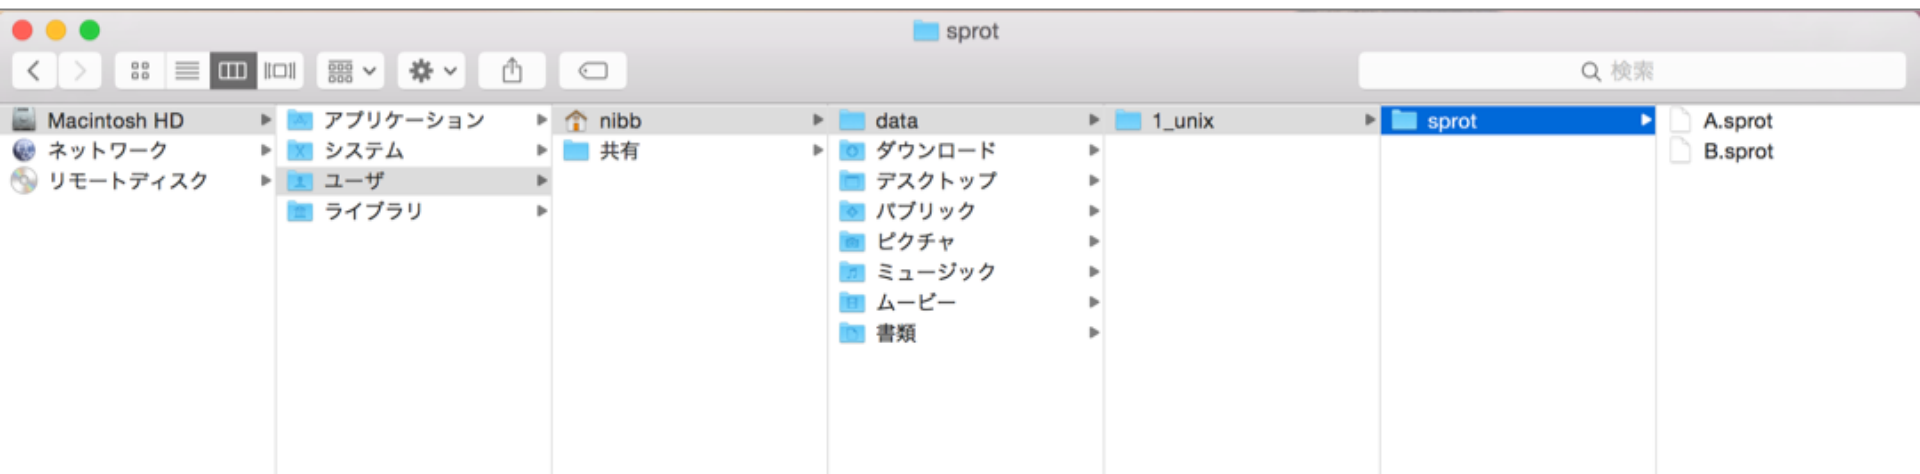 sprot
検索
Macintosh HD
ネットワーク
リモートディスク
アプリケーション
システム
ユーザ
ライブラリ
nibb
共有
data
ダウンロード
デスクトップ
パブリック
ピクチャ
ミュージック
ムービー
書類
1_unix
sprot
A.sprot
B.sprot